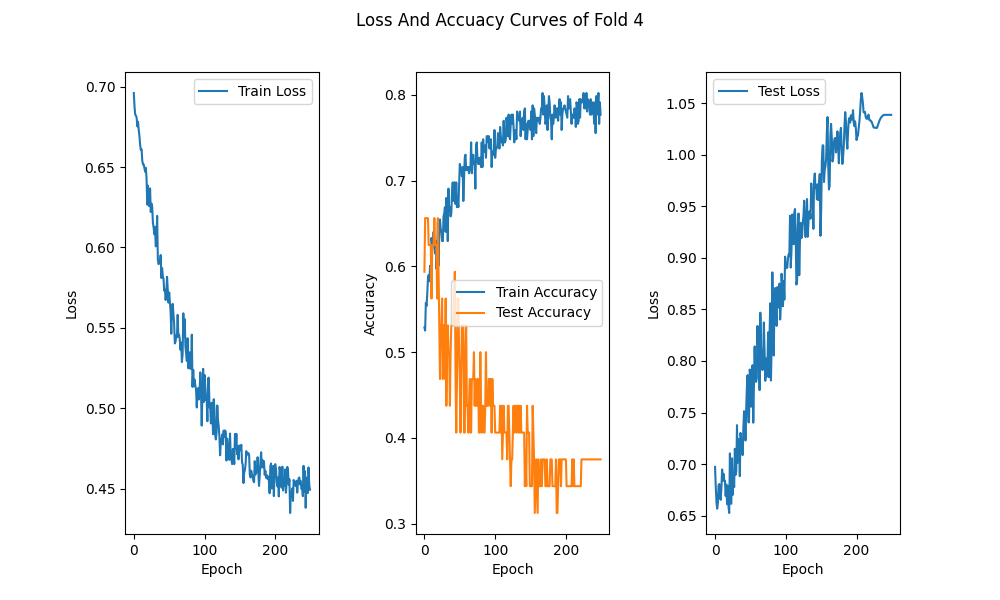 Loss And Accuacy Curves of Fold 4
0.70
0.65
0.60
0.55
0.50
0.45
Loss
0
100
200
Epoch
Train Loss
0.8
0.7
0.6
0.5
0.4
0.3
Accuracy
0
100
200
Epoch
Train Accuracy
Test Accuracy
1.05
1.00
0.95
0.90
0.85
0.80
0.75
0.70
0.65
Loss
0
100
200
Epoch
Test Loss